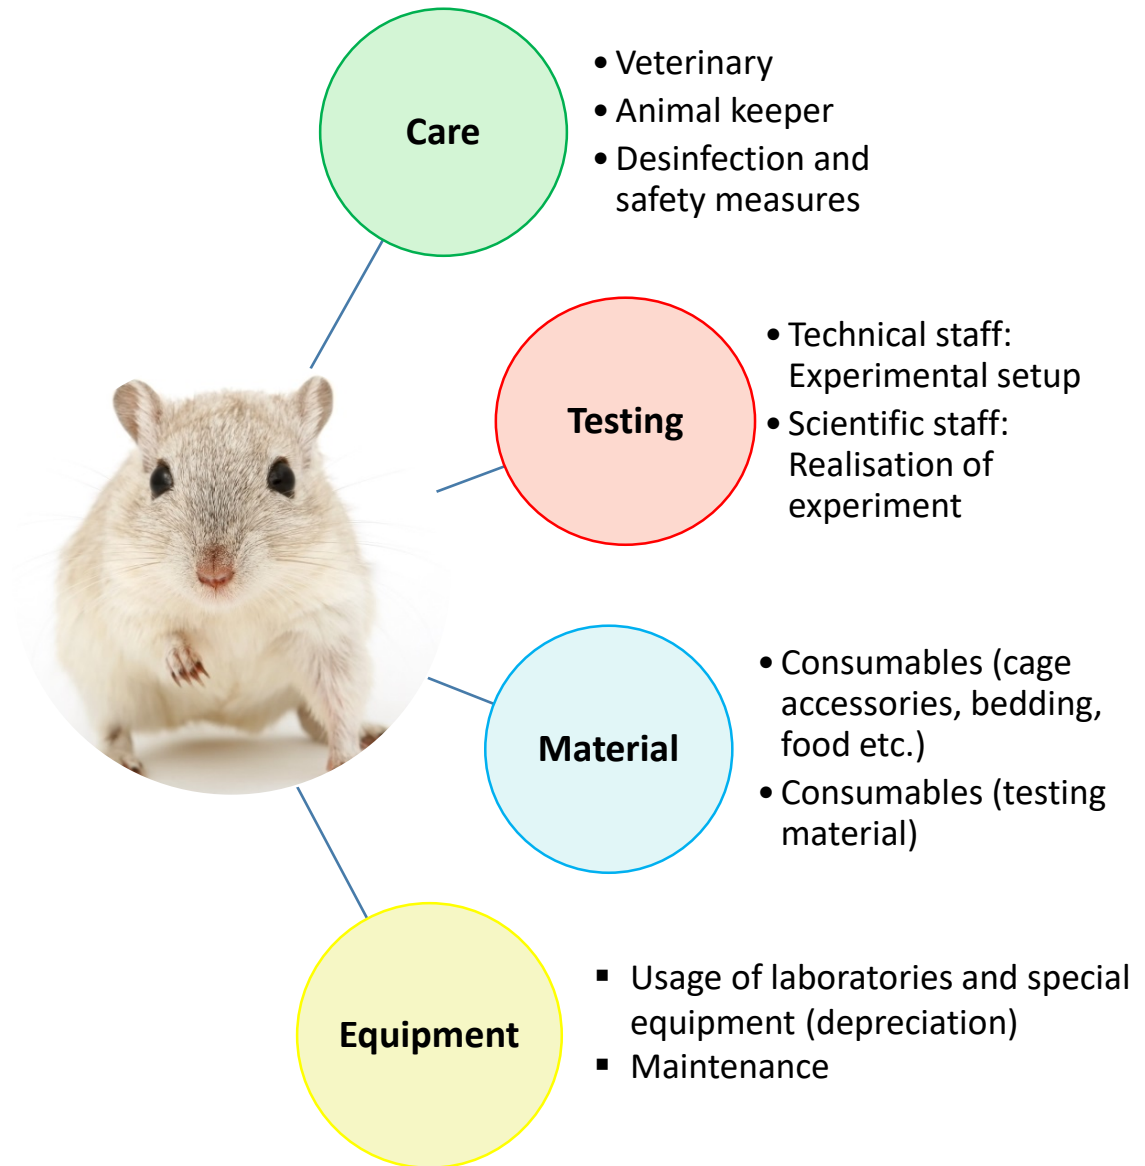 Care
• Veterinary
• Animal keeper
• Desinfection and
safety measures
Testing
• Technical staff:
Experimental setup
• Scientific staff:
Realisation of
experiment
Material
• Consumables (cage
accessories, bedding,
food etc.)
• Consumables (testing
material)
Equipment
▪ Usage of laboratories and special
equipment (depreciation)
▪ Maintenance